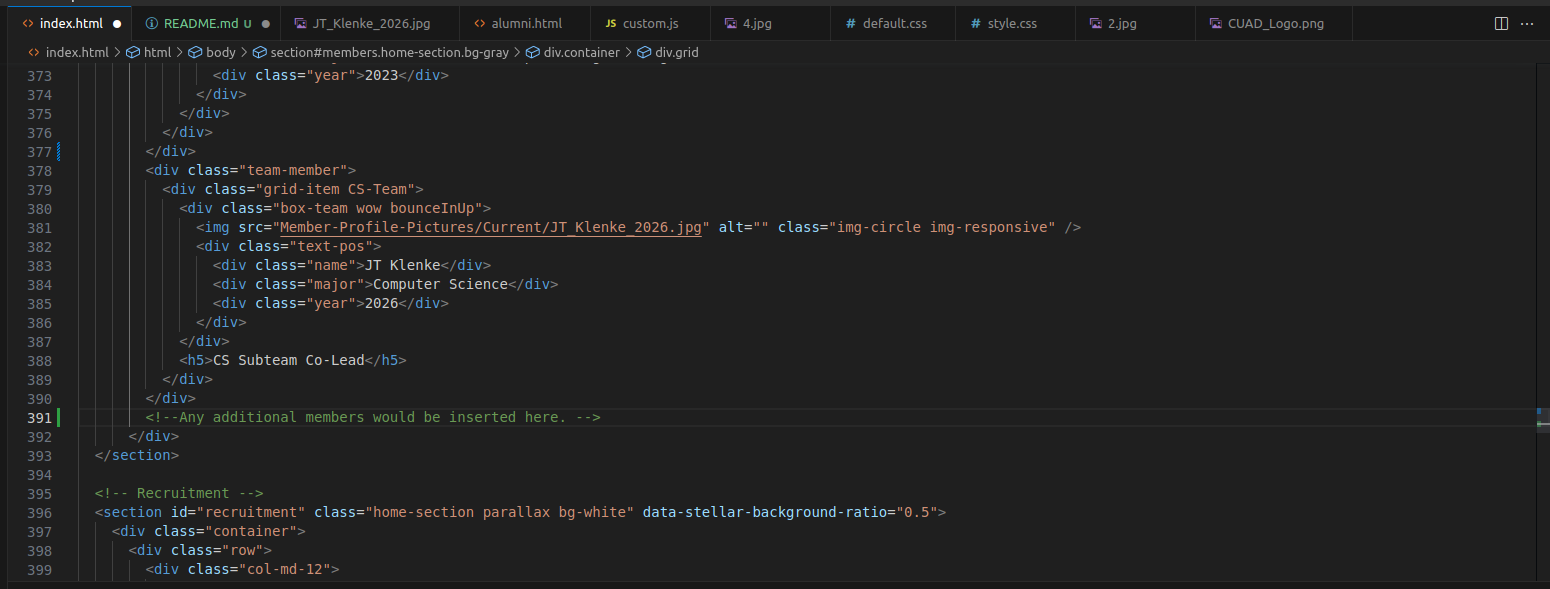 index.html
README.md U
JT_Klenke_2026.jpg
alumni.html
JS custom.js
4.jpg
# default.css
# style.css
2.jpg
CUAD_Logo.png
index.html > html > body > section#members.home-section.bg-gray > div.container > div.grid
373 <div class="year">2023</div>
374 </div>
375 </div>
376 </div>
377 </div>
378 <div class="team-member">
379 <div class="grid-item CS-Team">
380 <div class="box-team wow bounceInUp">
381 <img src="Member-Profile-Pictures/Current/JT_Klenke_2026.jpg" alt="" class="img-circle img-responsive" />
382 <div class="text-pos">
383 <div class="name">JT Klenke</div>
384 <div class="major">Computer Science</div>
385 <div class="year">2026</div>
386 </div>
387 </div>
388 <h5>CS Subteam Co-Lead</h5>
389 </div>
390 </div>
391 <!--Any additional members would be inserted here. -->
392 </div>
393 </section>
394
395 <!-- Recruitment -->
396 <section id="recruitment" class="home-section parallax bg-white" data-stellar-background-ratio="0.5">
397 <div class="container">
398 <div class="row">
399 <div class="col-md-12">